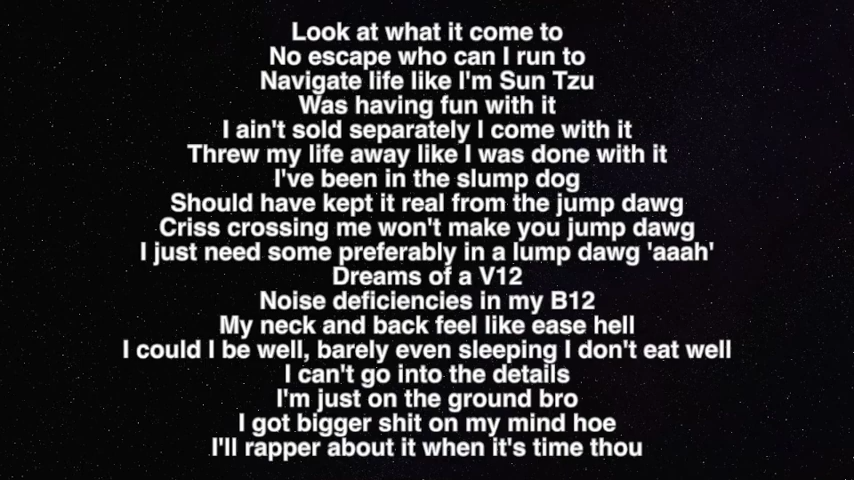 Look at what it come to
No escape who can I run to
Navigate life like I'm Sun Tzu
Was having fun with it
I ain't sold separately I come with it
Threw my life away like I was done with it
I've been in the slump dog
Should have kept it real from the jump dawg
Criss crossing me won't make you jump dawg
I just need some preferably in a lump dawg 'aaah'
Dreams of a V12
Noise deficiencies in my B12
My neck and back feel like ease hell
I could I be well, barely even sleeping I don't eat well
I can't go into the details
I'm just on the ground bro
I got bigger shit on my mind hoe
I'll rapper about it when it's time thou